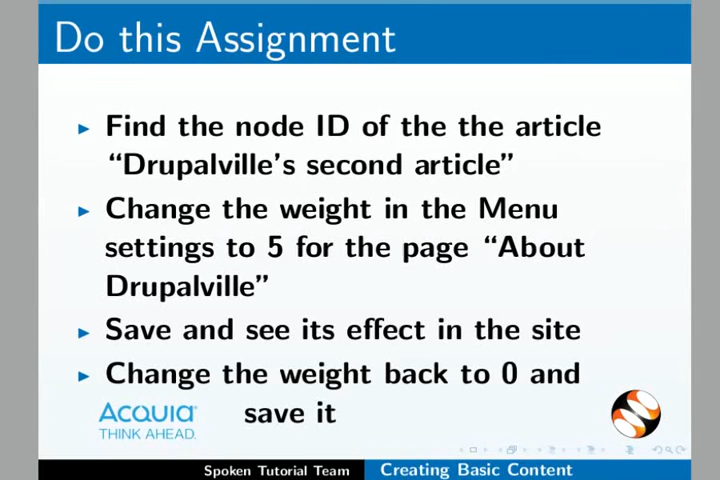 Do this Assignment
Find the node ID of the the article
“Drupalville’s second article”
Change the weight in the Menu
settings to 5 for the page “About
Drupalville”
Save and see its effect in the site
Change the weight back to 0 and
save it
ACQUIA
THINK AHEAD.
Spoken Tutorial Team
Creating Basic Content